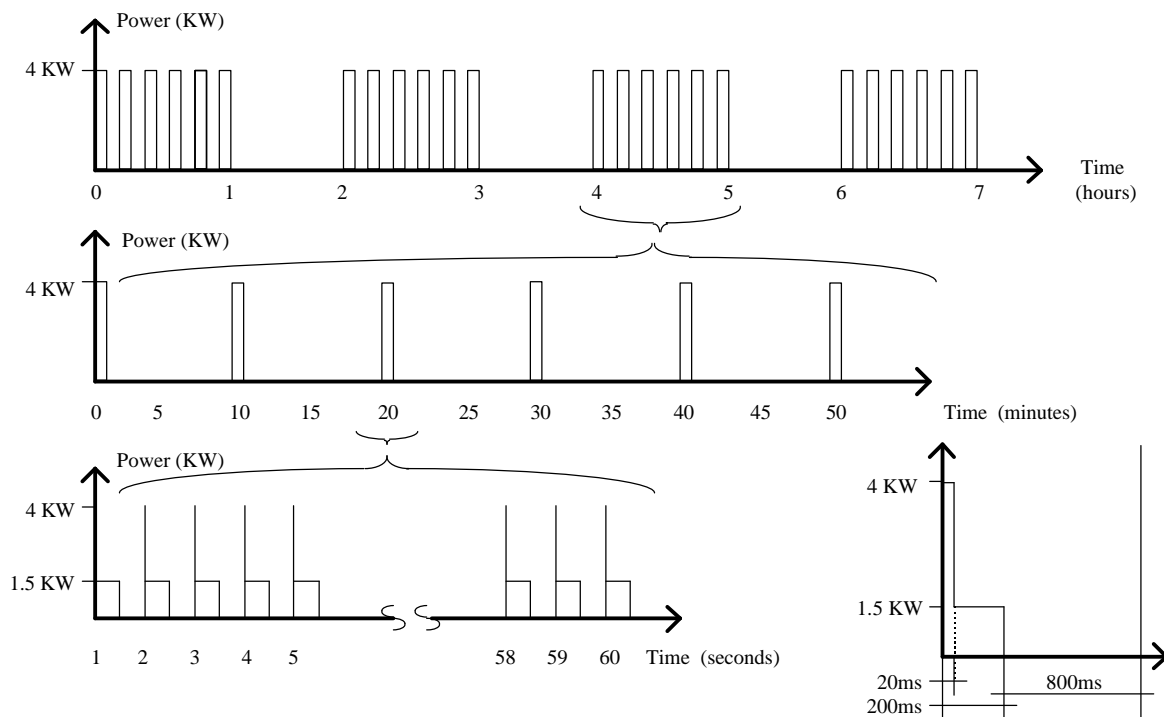 Power (KW)
4 KW
0 1 2 3 4 5 6 7
Time
(hours)
Power (KW)
4 KW
0 5 10 15 20 25 30 35 40 45 50
Time (minutes)
Power (KW)
4 KW
1.5 KW
1 2 3 4 5 58 59 60 Time (seconds)
4 KW
1.5 KW
20ms
800ms
200ms